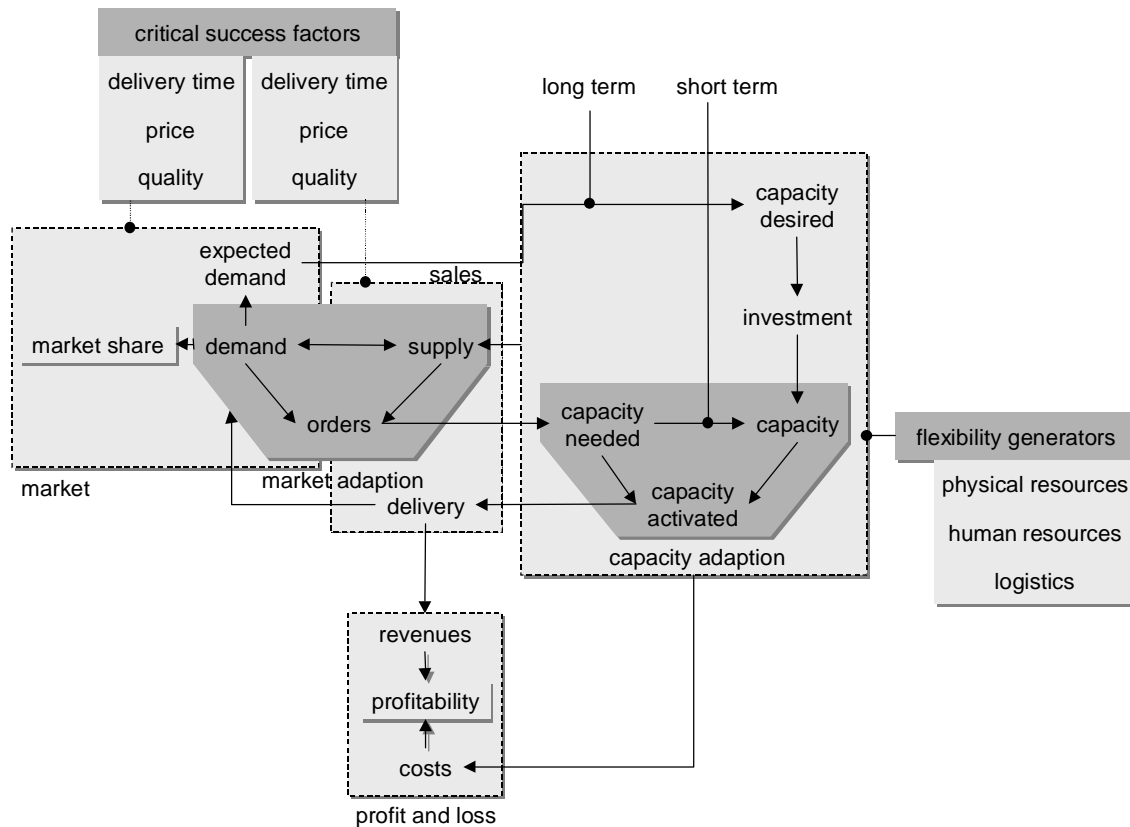 critical success factors
delivery time
price
quality
delivery time
price
quality
long term
short term
capacity
desired
investment
expected
demand
sales
market share
demand
supply
orders
market
market adaption
delivery
capacity
needed
capacity
capacity
activated
capacity adaption
flexibility generators
physical resources
human resources
logistics
revenues
profitability
costs
profit and loss